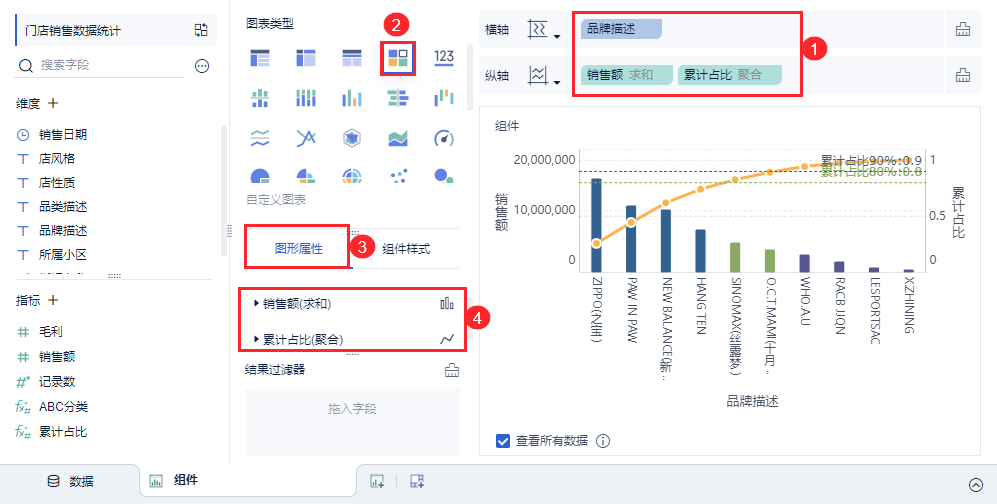 门店销售数据统计
搜索字段
维度
销售日期
店风格
店性质
品类描述
品牌描述
所属小区
指标
毛利
销售额
记录数
ABC分类
累计占比
图表类型
2
123
自定义图表
图形属性
3
组件样式
销售额(求和)
累计占比(聚合)
4
结果过滤器
拖入字段
横轴
品牌描述
1
纵轴
销售额 求和
累计占比 聚合
组件
20,000,000
10,000,000
0
销售额
累计占比90%:0.9
累计占比80%:0.8
1
0.5
0
累计占比
PAW IN PAW
NEW BALANCE(新…
HANG TEN
SINOMAX(丝露梦)
O.C.T.MAMI(十月…
WHO.A.U
RACB JIQN
LESPORTSAC
XZHINING
品牌描述
查看所有数据
数据
组件